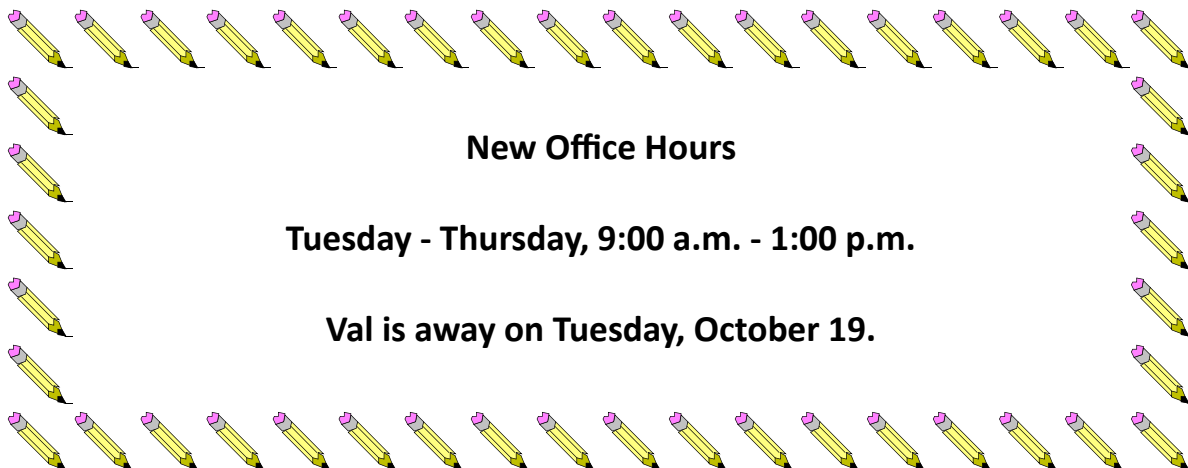 New Office Hours
Tuesday - Thursday, 9:00 a.m. - 1:00 p.m.
Val is away on Tuesday, October 19.